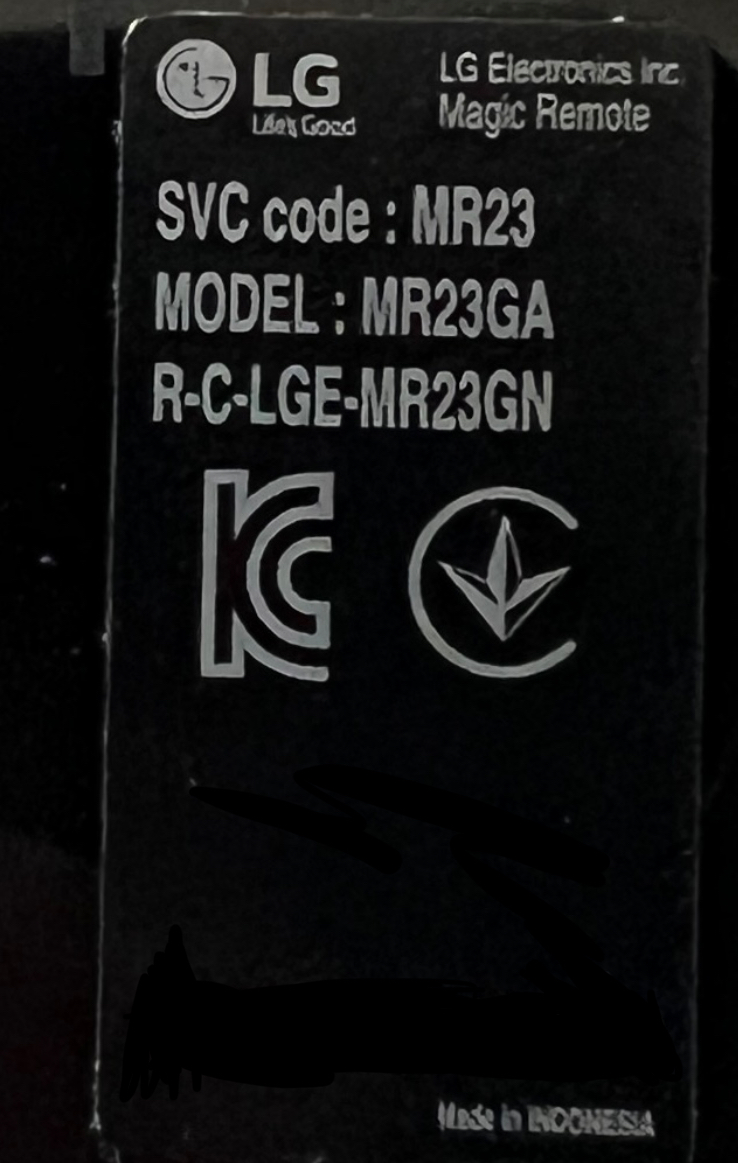 LG
Life's Good
LG Electronics Inc.
Magic Remote
SVC code : MR23
MODEL : MR23GA
R-C-LGE-MR23GN
Made in INDONESIA